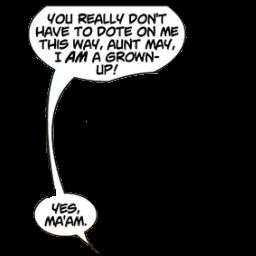 YOU REALLY DON'T
HAVE TO DOTE ON ME
THIS WAY, AUNT MAY,
I AM A GROWN-
UP!
YES,
MA'AM.